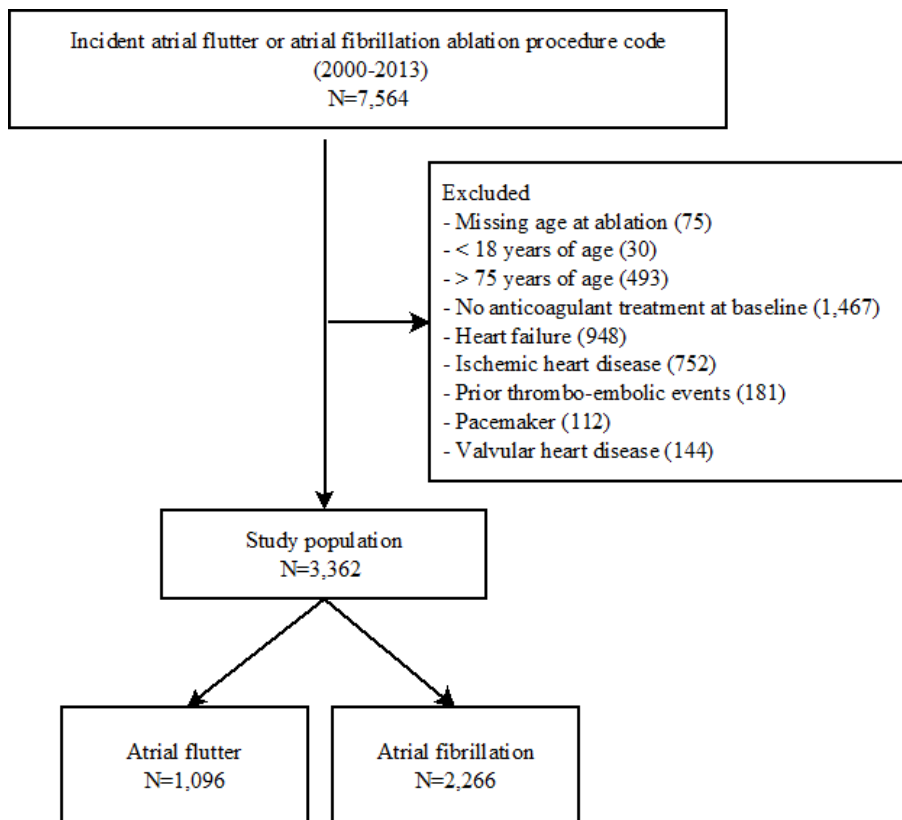 Incident atrial flutter or atrial fibrillation ablation procedure code
(2000-2013)
N=7,564
Excluded
- Missing age at ablation (75)
- < 18 years of age (30)
- > 75 years of age (493)
- No anticoagulant treatment at baseline (1,467)
- Heart failure (948)
- Ischemic heart disease (752)
- Prior thrombo-embolic events (181)
- Pacemaker (112)
- Valvular heart disease (144)
Study population
N=3,362
Atrial flutter
N=1,096
Atrial fibrillation
N=2,266